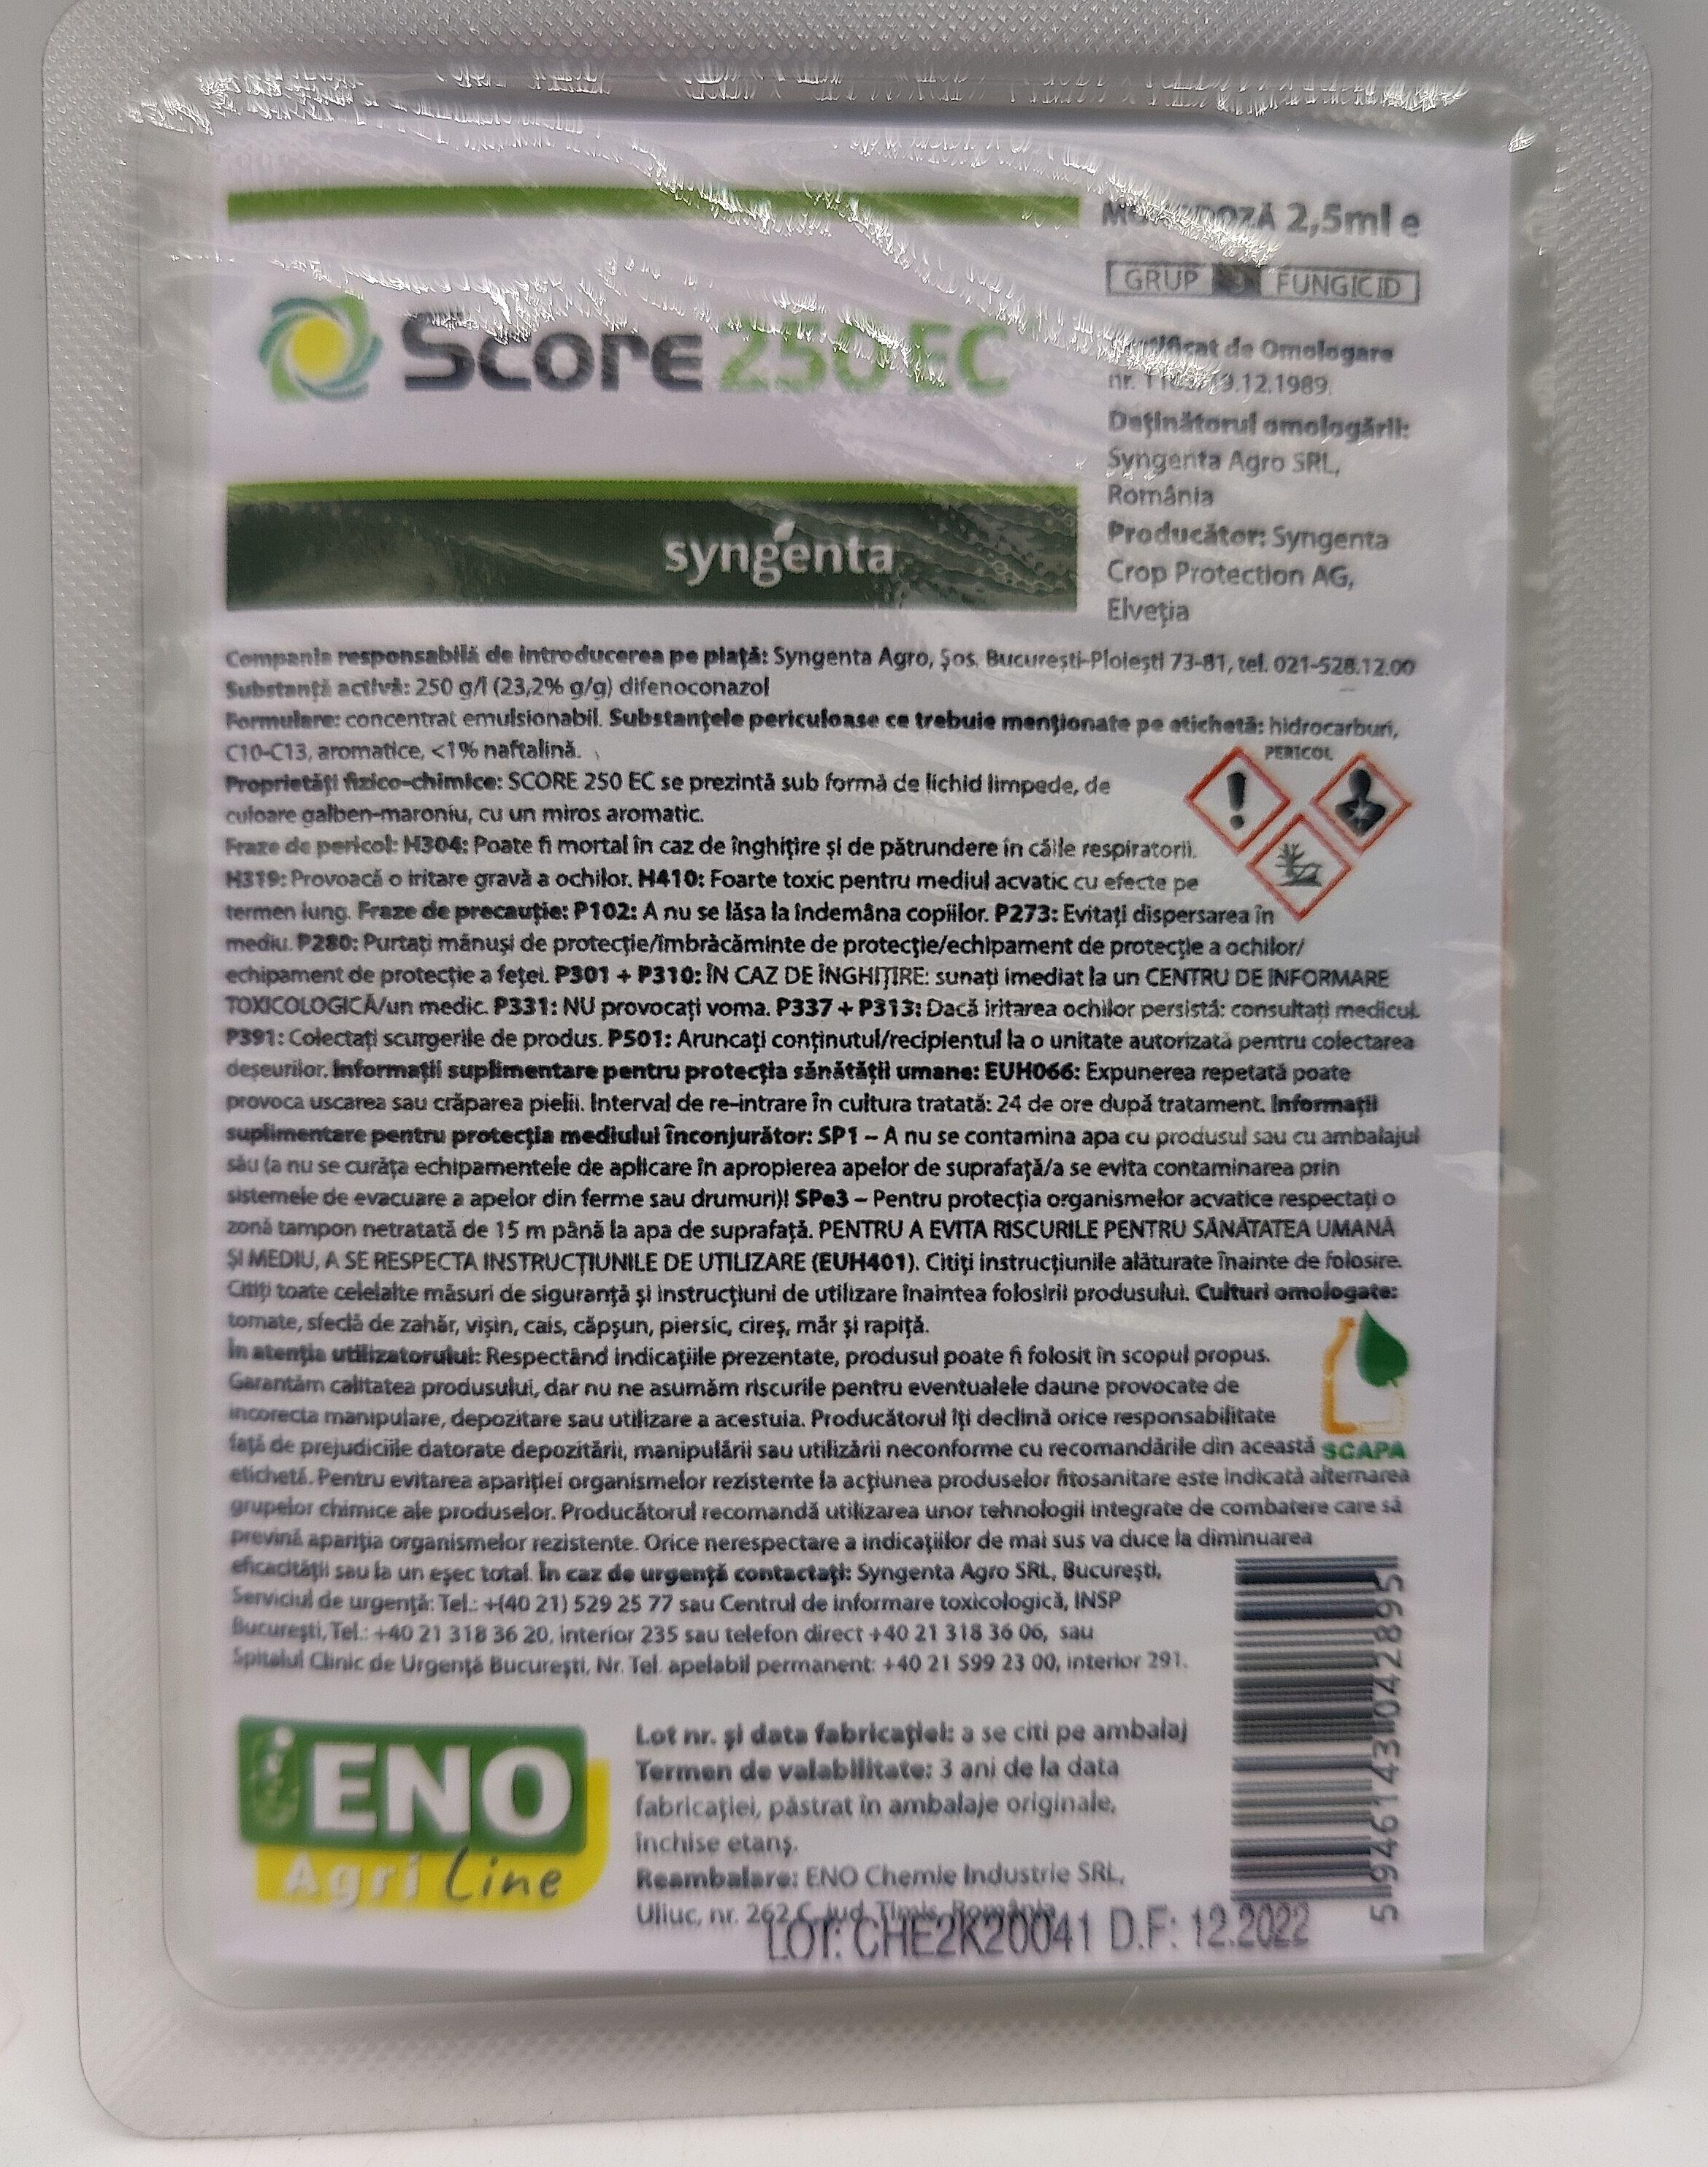 2,5ml e
GRUP 3 FUNGICID
Score 250 EC
de Omologare
nr. 12.1989.
Deținătorul omologării:
Syngenta Agro SRL,
România
Producător: Syngenta
Crop Protection AG,
Elveția
syngenta
Compania responsabilă de introducerea pe piață: Syngenta Agro, Șos. București-Ploiești 73-81, tel. 021-528.12.00
Substanță activă: 250 g/l (23,2% g/g) difenoconazol
Formulare: concentrat emulsionabil. Substanțele periculoase ce trebuie menționate pe etichetă: hidrocarburi,
C10-C13, aromatice, <1% naftalină.
PERICOL
Proprietăți fizico-chimice: SCORE 250 EC se prezintă sub formă de lichid limpede, de
culoare galben-maroniu, cu un miros aromatic.
Fraze de pericol: H304: Poate fi mortal în caz de înghițire și de pătrundere în căile respiratorii.
H319: Provoacă o iritare gravă a ochilor. H410: Foarte toxic pentru mediul acvatic cu efecte pe
termen lung. Fraze de precauție: P102: A nu se lăsa la îndemâna copiilor. P273: Evitați dispersarea în
mediu. P280: Purtați mănuși de protecție/îmbrăcăminte de protecție/echipament de protecție a ochilor/
echipament de protecție a feței. P301 + P310: ÎN CAZ DE ÎNGHIȚIRE: sunați imediat la un CENTRU DE INFORMARE
TOXICOLOGICĂ/un medic. P331: NU provocați voma. P337 + P313: Dacă iritarea ochilor persistă: consultați medicul.
P391: Colectați scurgerile de produs. P501: Aruncați conținutul/recipientul la o unitate autorizată pentru colectarea
deșeurilor. Informații suplimentare pentru protecția sănătății umane: EUH066: Expunerea repetată poate
provoca uscarea sau crăparea pielii. Interval de re-intrare în cultura tratată: 24 de ore după tratament. Informații
suplimentare pentru protecția mediului înconjurător: SP1 – A nu se contamina apa cu produsul sau cu ambalajul
său (a nu se curăța echipamentele de aplicare în apropierea apelor de suprafață/a se evita contaminarea prin
sistemele de evacuare a apelor din ferme sau drumuri)! SPe3 – Pentru protecția organismelor acvatice respectați o
zonă tampon netratată de 15 m până la apa de suprafață. PENTRU A EVITA RISCURILE PENTRU SĂNĂTATEA UMANĂ
ȘI MEDIU, A SE RESPECTA INSTRUCȚIUNILE DE UTILIZARE (EUH401). Citiți instrucțiunile alăturate înainte de folosire.
Citiți toate celelalte măsuri de siguranță și instrucțiuni de utilizare înaintea folosirii produsului. Culturi omologate:
tomate, sfeclă de zahăr, vișin, cais, căpșun, piersic, cireș, măr și rapiță.
În atenția utilizatorului: Respectând indicațiile prezentate, produsul poate fi folosit în scopul propus.
Garantăm calitatea produsului, dar nu ne asumăm riscurile pentru eventualele daune provocate de
incorecta manipulare, depozitare sau utilizare a acestuia. Producătorul își declină orice responsabilitate
față de prejudiciile datorate depozitării, manipulării sau utilizării neconforme cu recomandările din această
SCAPA
etichetă. Pentru evitarea apariției organismelor rezistente la acțiunea produselor fitosanitare este indicată alternarea
grupelor chimice ale produselor. Producătorul recomandă utilizarea unor tehnologii integrate de combatere care să
prevină apariția organismelor rezistente. Orice nerespectare a indicațiilor de mai sus va duce la diminuarea
eficacității sau la un eșec total. În caz de urgență contactați: Syngenta Agro SRL, București,
Serviciul de urgență: Tel.: +(40 21) 529 25 77 sau Centrul de informare toxicologică, INSP
București, Tel.: +40 21 318 36 20, interior 235 sau telefon direct +40 21 318 36 06, sau
Spitalul Clinic de Urgență București, Nr. Tel. apelabil permanent: +40 21 599 23 00, interior 291.
ENO
Agri Line
Lot nr. și data fabricației: a se citi pe ambalaj
Termen de valabilitate: 3 ani de la data
fabricației, păstrat în ambalaje originale,
închise etanș.
Reambalare: ENO Chemie Industrie SRL,
Uliuc, nr. 262 C, jud. Timiș, România
LOT: CHE2K20041 D.F: 12.2022
5 946143 042895